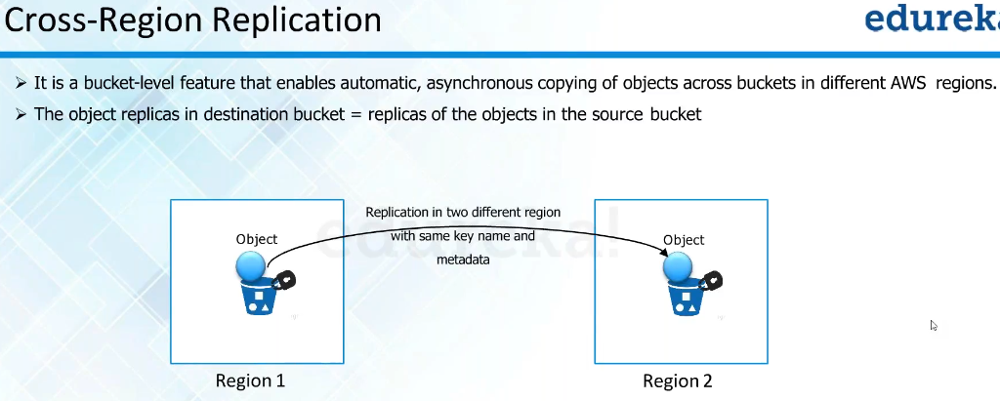 Cross-Region Replication
edureka
➢ It is a bucket-level feature that enables automatic, asynchronous copying of objects across buckets in different AWS regions.
➢ The object replicas in destination bucket = replicas of the objects in the source bucket
Replication in two different region
with same key name and
metadata
edureka!
Object
Object
Region 1
Region 2